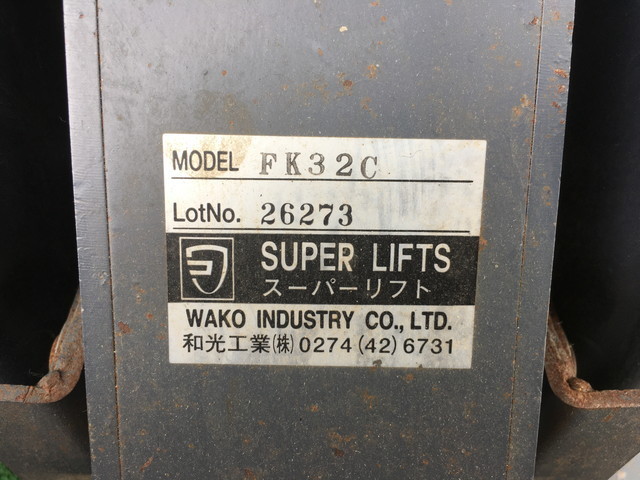 MODEL FK32C
LotNo. 26273
SUPER LIFTS
スーパーリフト
WAKO INDUSTRY CO., LTD.
和光工業㈱ 0274 (42) 6731